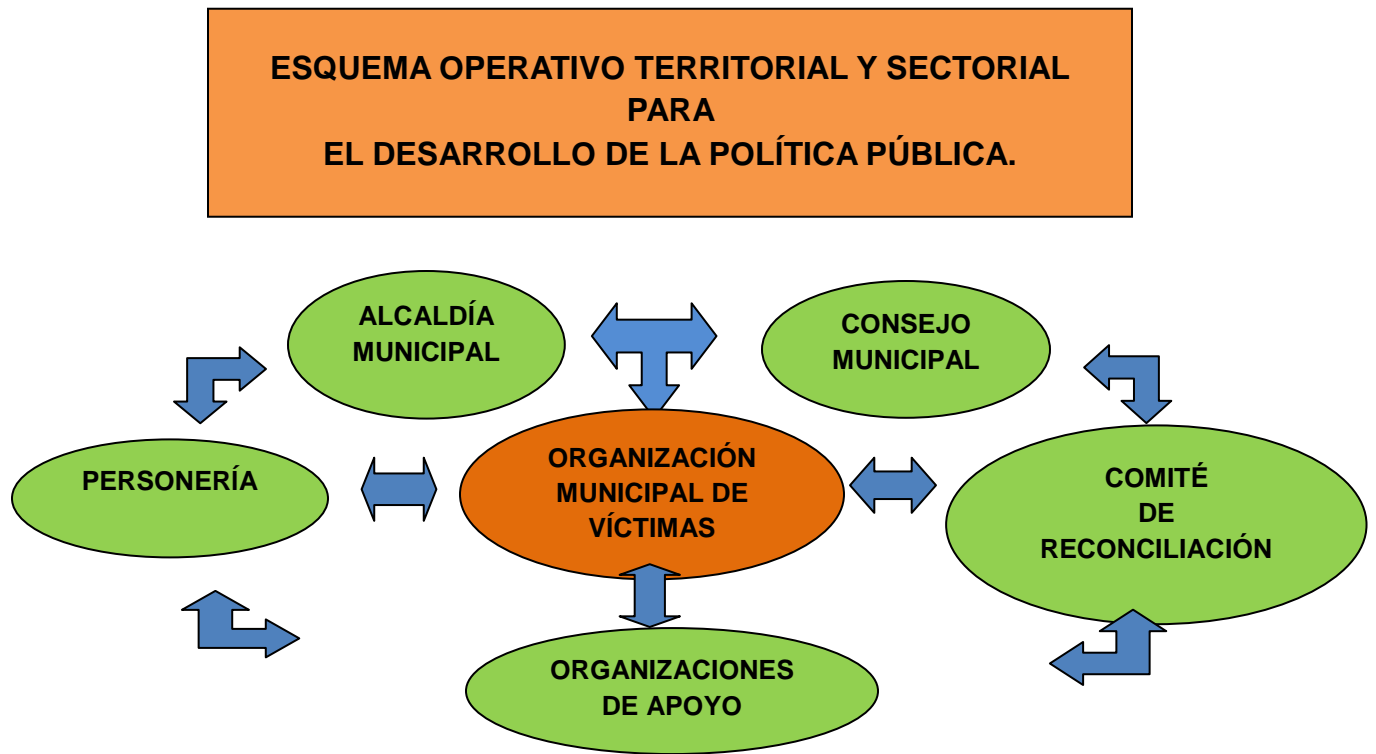 ESQUEMA OPERATIVO TERRITORIAL Y SECTORIAL
PARA
EL DESARROLLO DE LA POLÍTICA PÚBLICA.
ALCALDÍA
MUNICIPAL
CONSEJO
MUNICIPAL
PERSONERÍA
ORGANIZACIÓN
MUNICIPAL DE
VÍCTIMAS
COMITÉ
DE
RECONCILIACIÓN
ORGANIZACIONES
DE APOYO